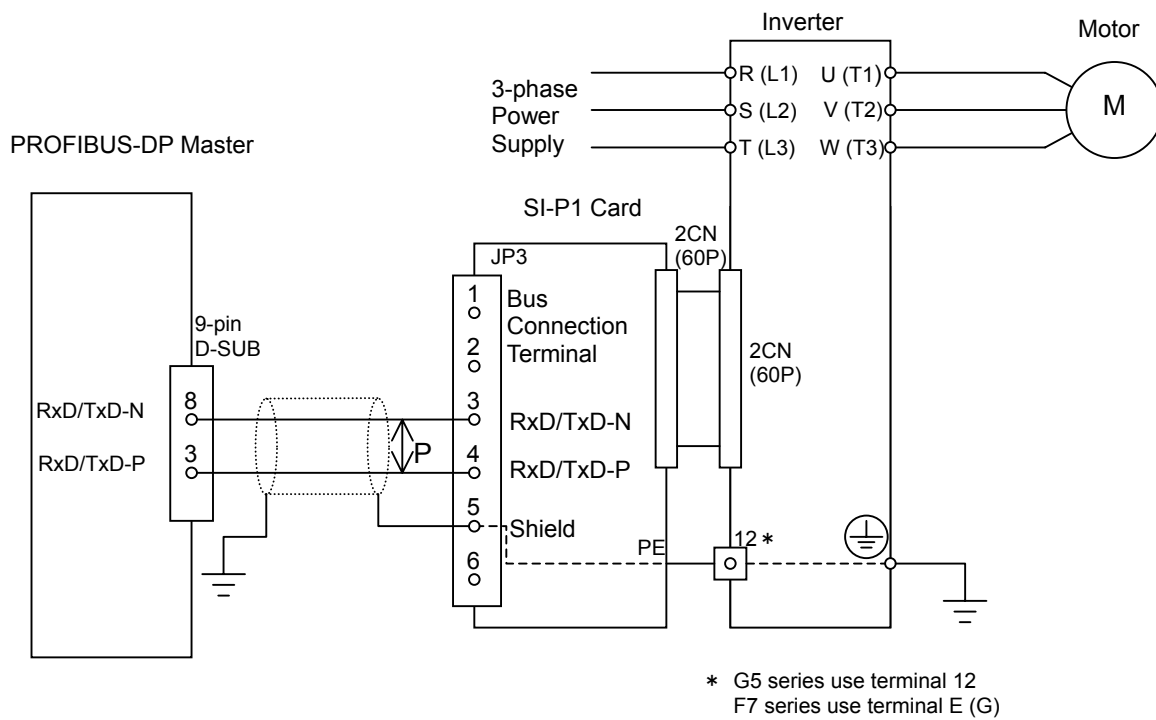 Inverter
Motor
3-phase
Power
Supply
R (L1)
U (T1)
S (L2)
V (T2)
T (L3)
W (T3)
M
PROFIBUS-DP Master
SI-P1 Card
2CN
(60P)
JP3
1
Bus
Connection
Terminal
2
9-pin
D-SUB
2CN
(60P)
RxD/TxD-N
8
3
RxD/TxD-N
P
RxD/TxD-P
3
4
RxD/TxD-P
5
Shield
6
PE
12 *
* G5 series use terminal 12
F7 series use terminal E (G)